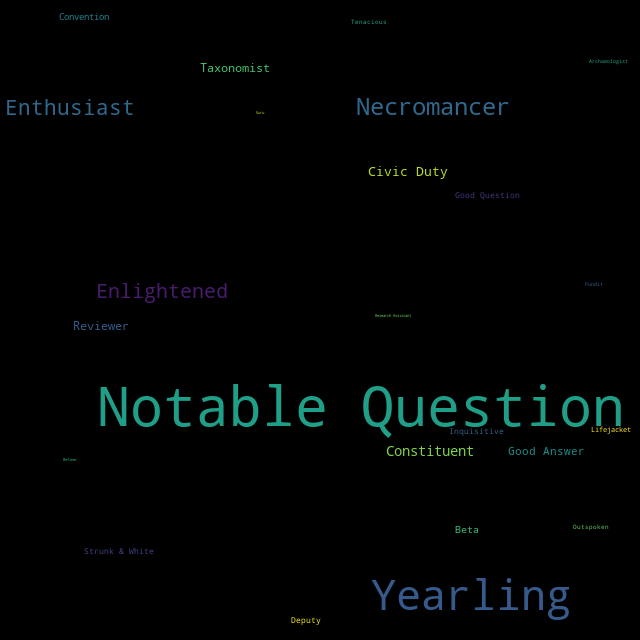 Convention
Tenacious
Archaeologist
Taxonomist
Enthusiast
Necromancer
Guru
Civic Duty
Good Question
Pundit
Enlightened
Research Assistant
Reviewer
Notable Question
Inquisitive
Lifejacket
Constituent
Good Answer
Refiner
Outspoken
Beta
Strunk & White
Yearling
Deputy